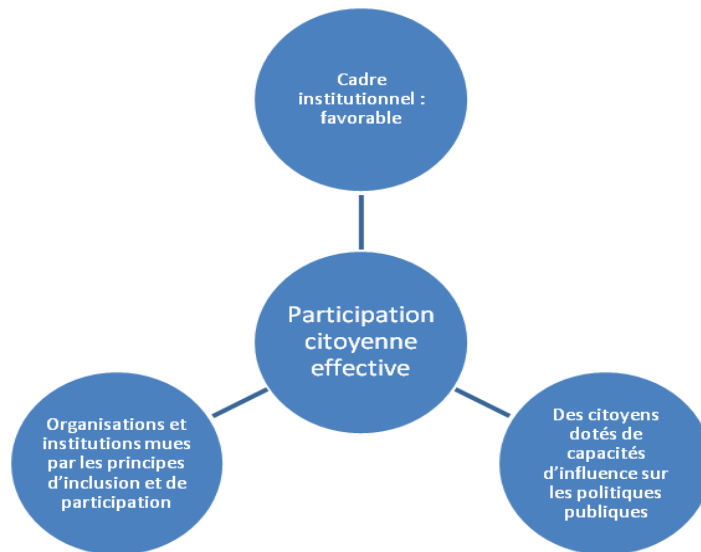 Cadre
institutionnel :
favorable
Participation
citoyenne
effective
Organisations et
institutions mues
par les principes
d’inclusion et de
participation
Des citoyens
dotés de
capacités
d’influence sur
les politiques
publiques